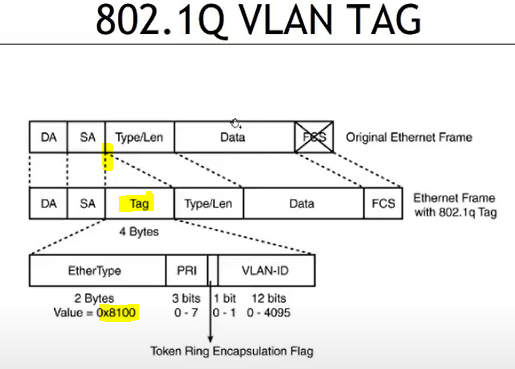 802.1Q VLAN TAG
DA SA Type/Len Data FCS Original Ethernet Frame
DA SA Tag Type/Len Data FCS Ethernet Frame
with 802.1q Tag
4 Bytes
EtherType PRI VLAN-ID
2 Bytes 3 bits 1 bit 12 bits
Value = 0x8100 0 - 7 0 - 1 0 - 4095
Token Ring Encapsulation Flag